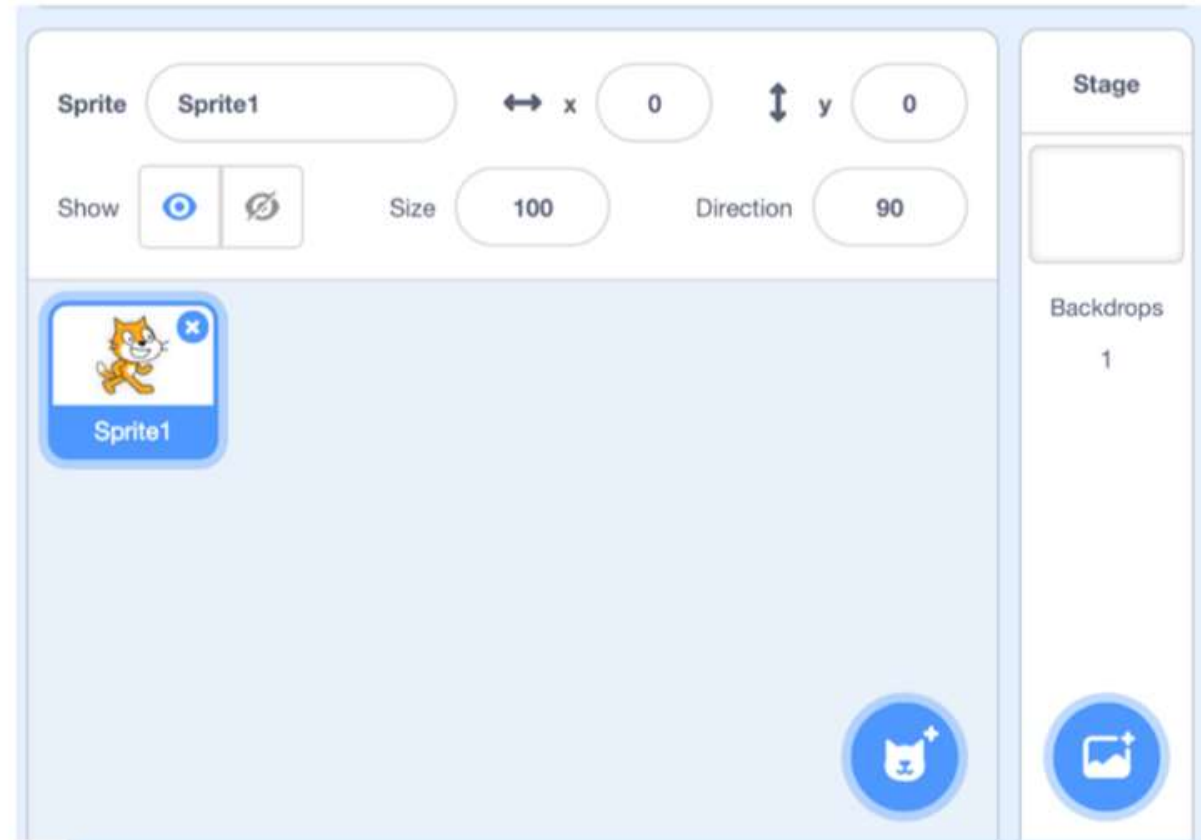 Sprite Sprite1 x 0 y 0
Show Size 100 Direction 90
Sprite1
Stage
Backdrops
1